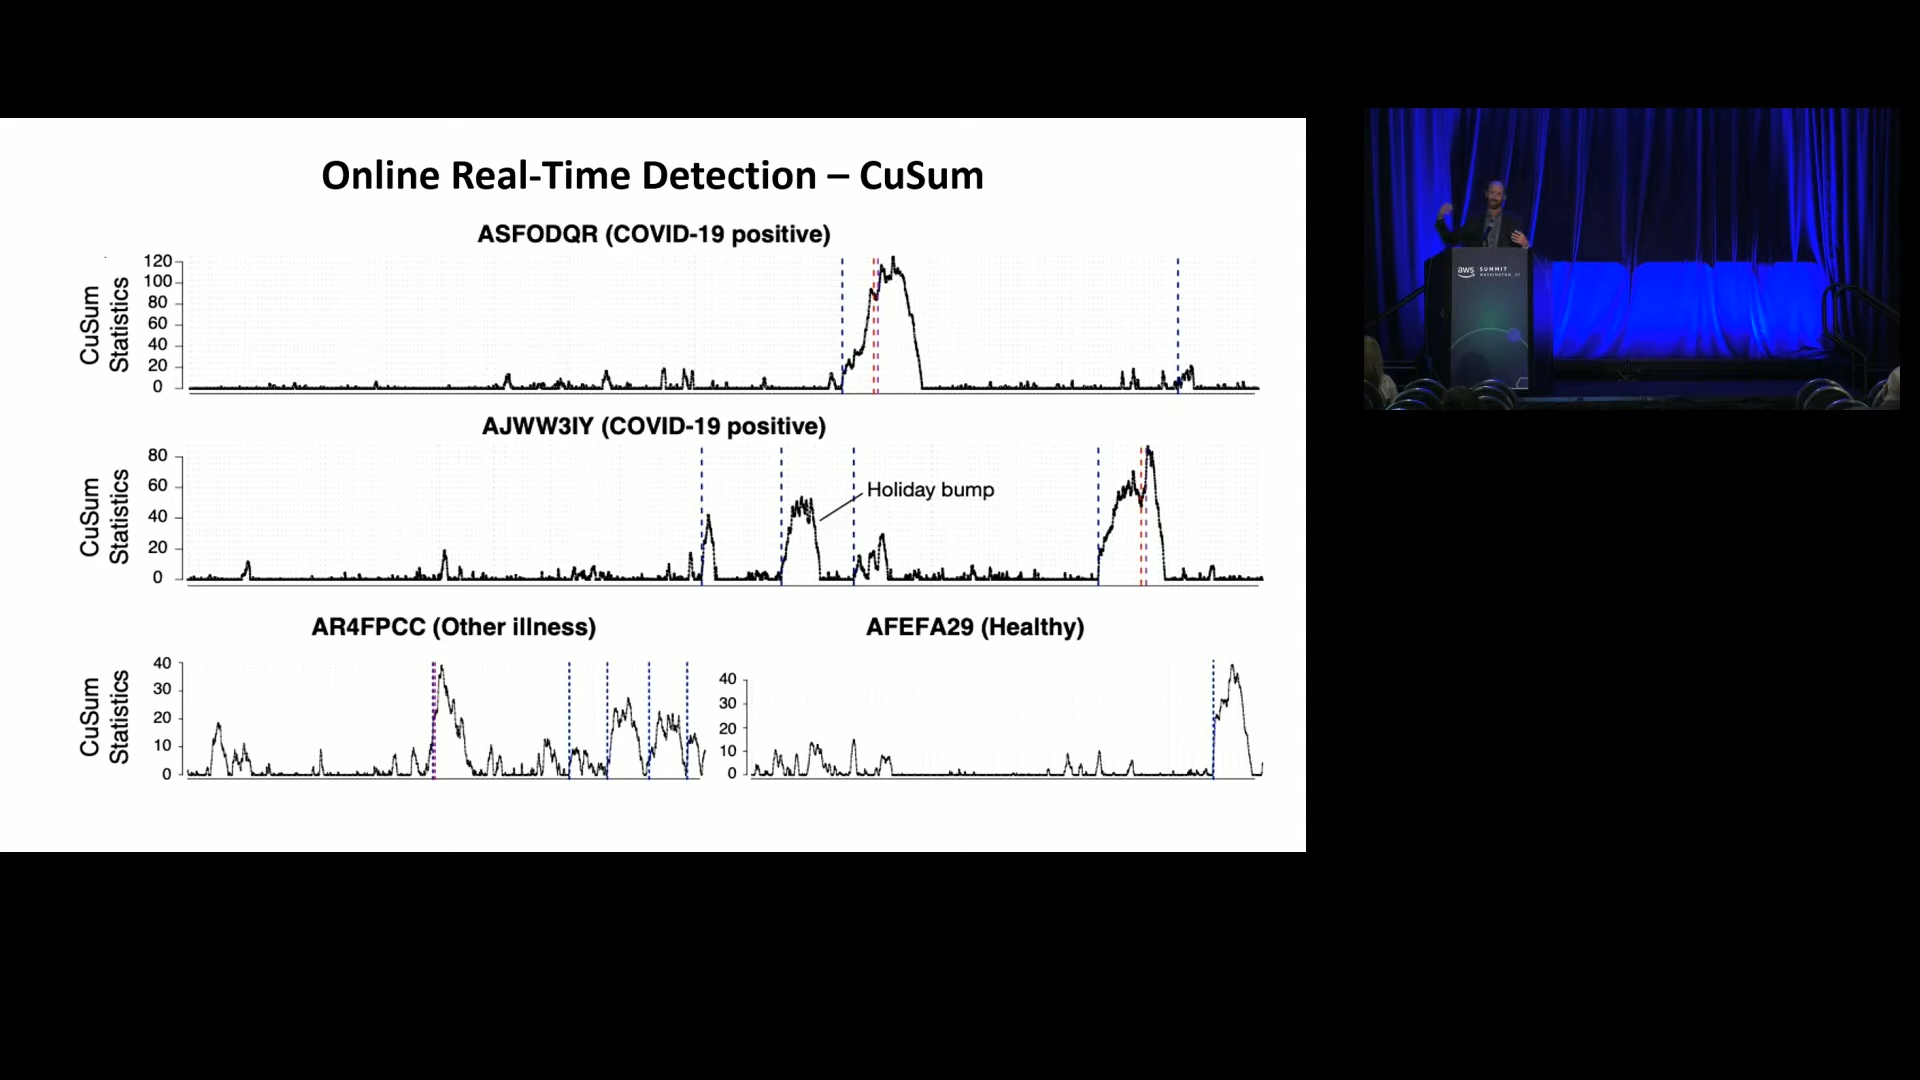 Online Real-Time Detection – CuSum
ASFODQR (COVID-19 positive)
CuSum
Statistics
120
100
80
60
40
20
0
AJWW3IY (COVID-19 positive)
CuSum
Statistics
80
60
40
20
0
Holiday bump
AR4FPCC (Other illness)
CuSum
Statistics
40
30
20
10
0
AFEFA29 (Healthy)
40
30
20
10
0
aws SUMMIT